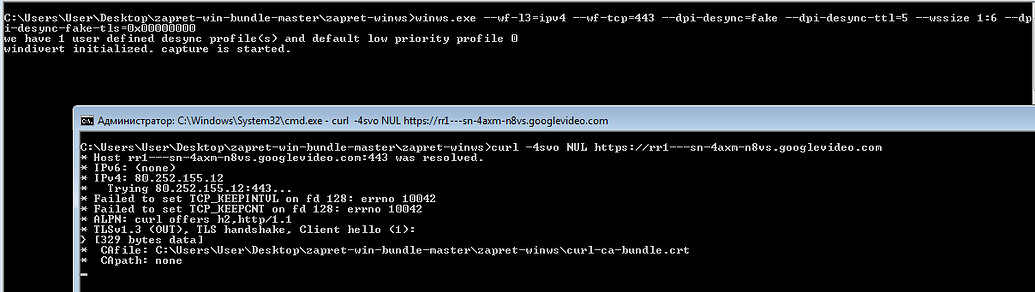 C:\Users\User\Desktop\zapret-win-bundle-master\zapret-winws>winws.exe --wf-l3=ipv4 --wf-tcp=443 --dpi-desync=fake --dpi-desync-ttl=5 --wssize 1:6 --dp
i-desync-fake-tls=0x00000000
we have 1 user defined desync profile(s) and default low priority profile 0
windivert initialized. capture is started.
Администратор: C:\Windows\System32\cmd.exe - curl -4svo NUL https://rr1---sn-4axm-n8vs.googlevideo.com
C:\Users\User\Desktop\zapret-win-bundle-master\zapret-winws>curl -4svo NUL https://rr1---sn-4axm-n8vs.googlevideo.com
* Host rr1---sn-4axm-n8vs.googlevideo.com:443 was resolved.
* IPv6: (none)
* IPv4: 80.252.155.12
*   Trying 80.252.155.12:443...
* Failed to set TCP_KEEPINTVL on fd 128: errno 10042
* Failed to set TCP_KEEPCNT on fd 128: errno 10042
* ALPN: curl offers h2,http/1.1
* TLSv1.3 (OUT), TLS handshake, Client hello (1):
} [329 bytes data]
*  CAfile: C:\Users\User\Desktop\zapret-win-bundle-master\zapret-winws\curl-ca-bundle.crt
*  CApath: none